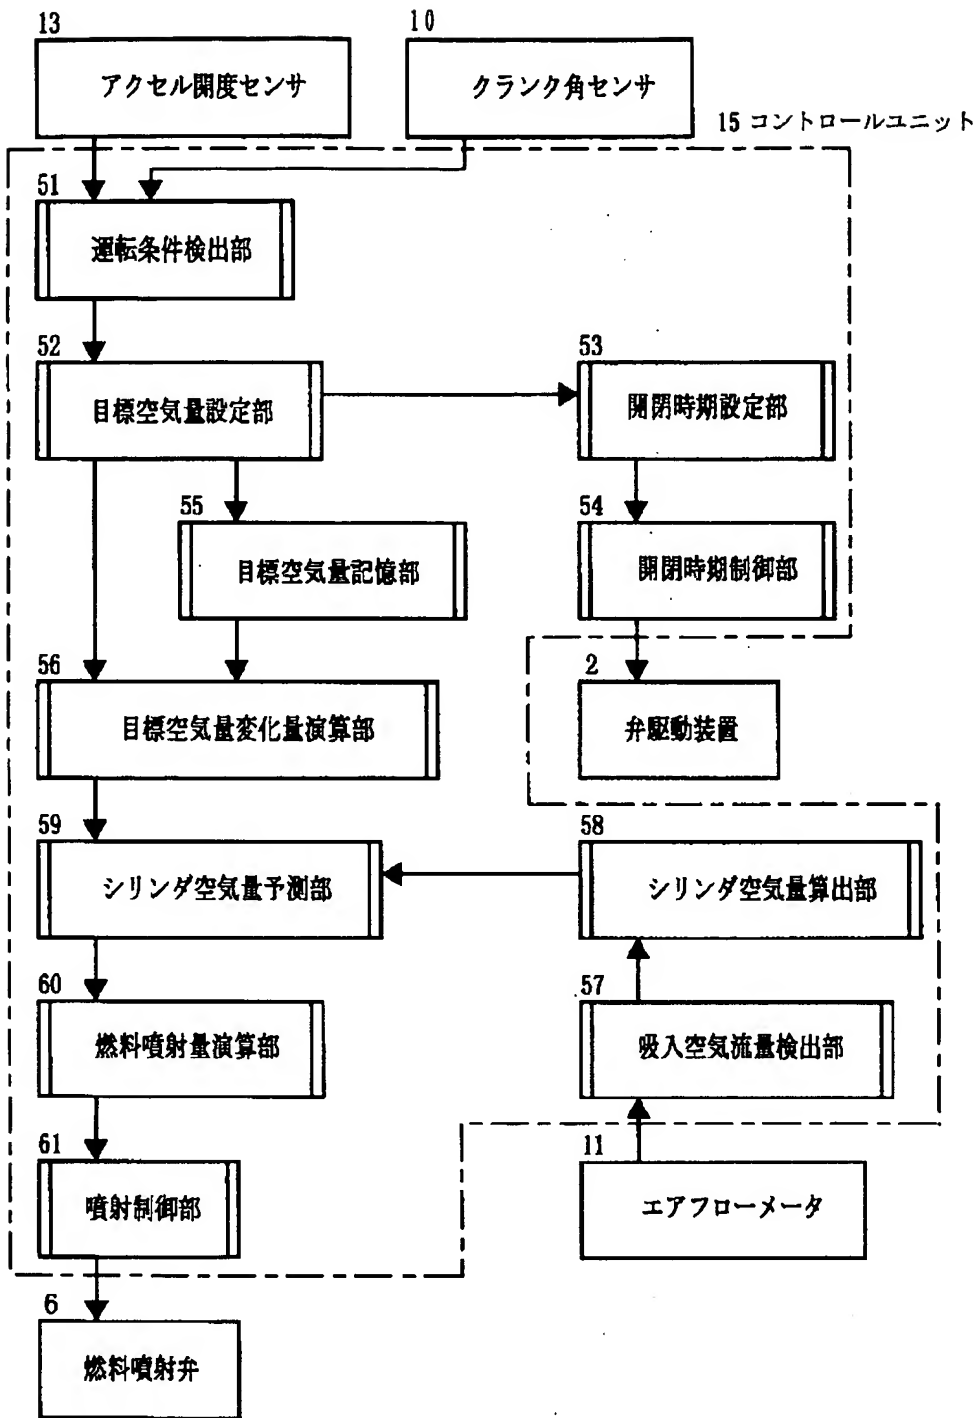 13
アクセル開度センサ
10
クランク角センサ
15 コントロールユニット
51
運転条件検出部
52
目標空気量設定部
53
開閉時期設定部
55
目標空気量記憶部
54
開閉時期制御部
56
目標空気量変化量演算部
2
弁駆動装置
59
シリンダ空気量予測部
58
シリンダ空気量算出部
60
燃料噴射量演算部
57
吸入空気流量検出部
61
噴射制御部
11
エアフローメータ
6
燃料噴射弁